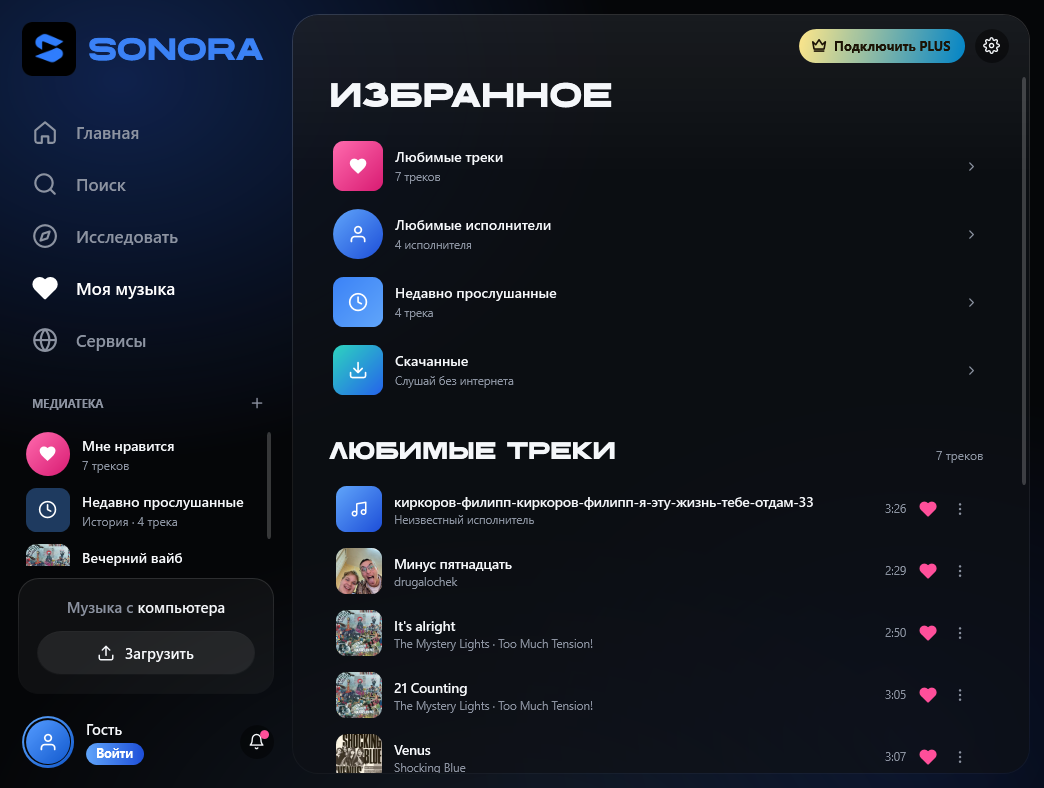 SONORA
Главная
Поиск
Исследовать
Моя музыка
Сервисы
МЕДИАТЕКА
Мне нравится
7 треков
Недавно прослушанные
История · 4 трека
Вечерний вайб
Музыка с компьютера
Загрузить
Гость
Войти
Подключить PLUS
ИЗБРАННОЕ
Любимые треки
7 треков
Любимые исполнители
4 исполнителя
Недавно прослушанные
4 трека
Скачанные
Слушай без интернета
ЛЮБИМЫЕ ТРЕКИ
7 треков
киркоров-филипп-киркоров-филипп-я-эту-жизнь-тебе-отдам-33
Неизвестный исполнитель
3:26
Минус пятнадцать
drugalochek
2:29
It's alright
The Mystery Lights · Too Much Tension!
2:50
21 Counting
The Mystery Lights · Too Much Tension!
3:05
SHOCKING
BLUE
Venus
Shocking Blue
3:07